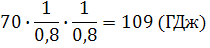 70 · 1/0,8 · 1/0,8 = 109 (ГДж)